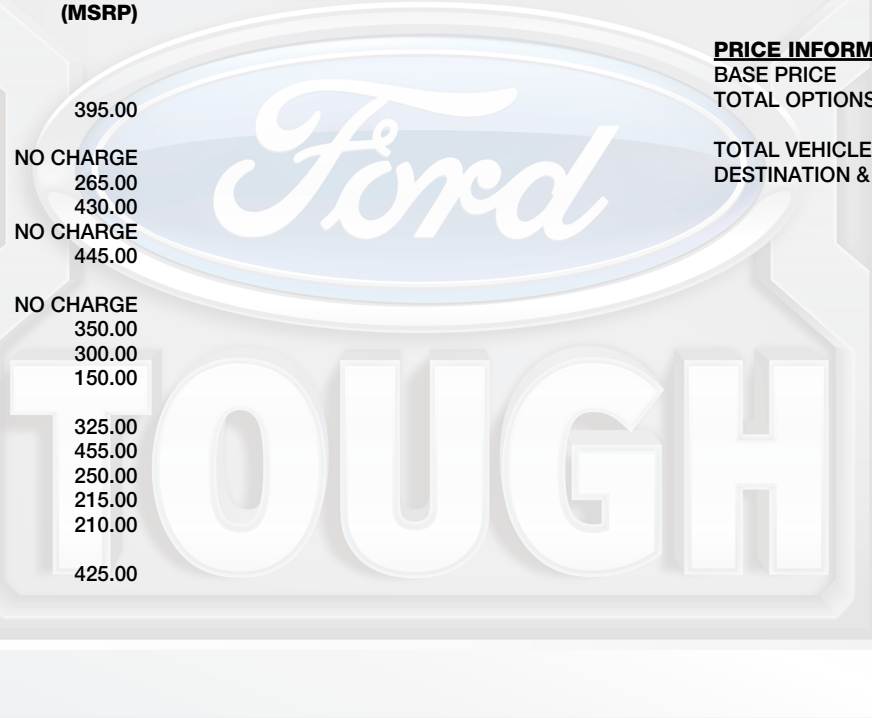 (MSRP)
395.00
NO CHARGE
265.00
430.00
NO CHARGE
445.00
NO CHARGE
350.00
300.00
150.00
325.00
455.00
250.00
215.00
210.00
425.00
PRICE INFORM
BASE PRICE
TOTAL OPTIONS
TOTAL VEHICLE
DESTINATION &
Ford
TOUGH